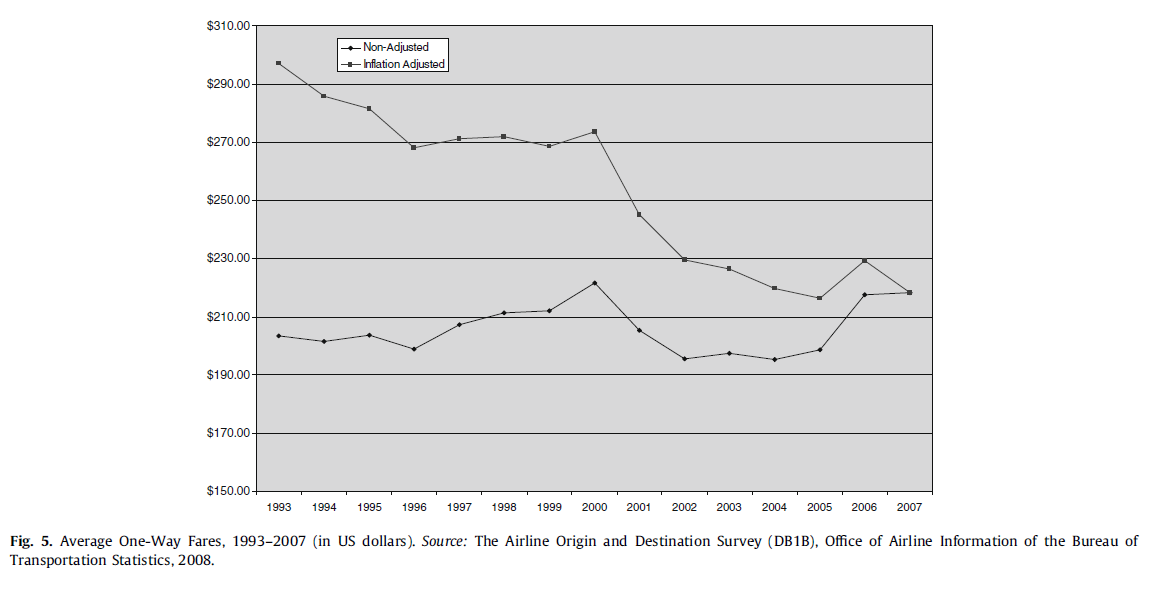 $310.00
Non-Adjusted
Inflation Adjusted
$290.00
$270.00
$250.00
$230.00
$210.00
$190.00
$170.00
$150.00
1993 1994 1995 1996 1997 1998 1999 2000 2001 2002 2003 2004 2005 2006 2007
Fig. 5. Average One-Way Fares, 1993–2007 (in US dollars). Source: The Airline Origin and Destination Survey (DB1B), Office of Airline Information of the Bureau of
Transportation Statistics, 2008.